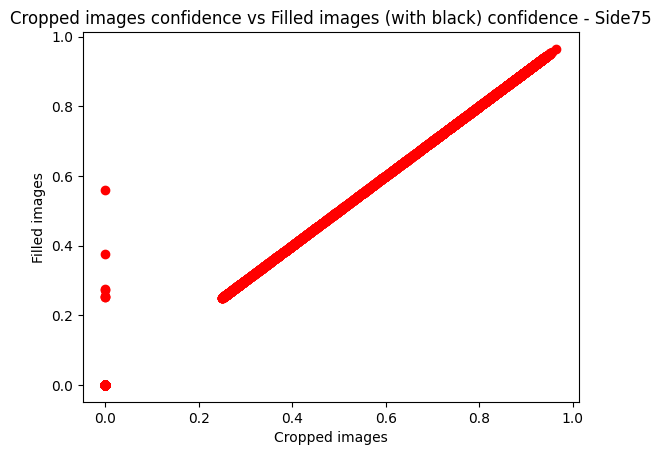 Cropped images confidence vs Filled images (with black) confidence - Side75
1.0
0.8
0.6
0.4
0.2
0.0
Filled images
0.0 0.2 0.4 0.6 0.8 1.0
Cropped images